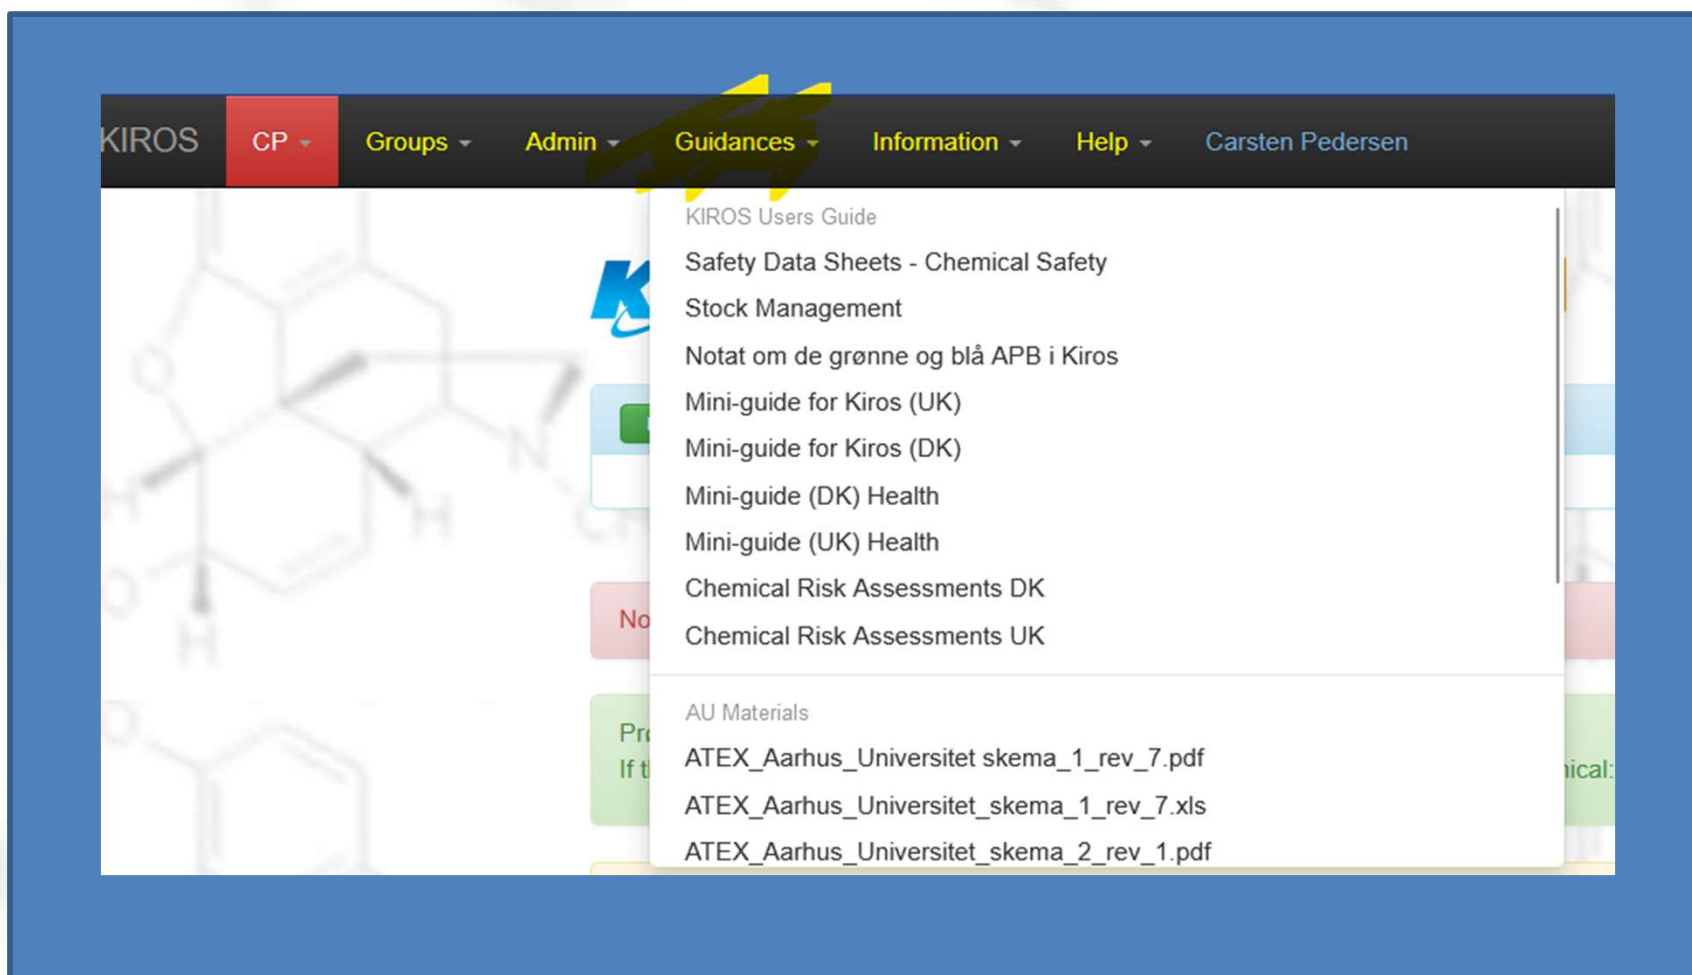 KIROS CP Groups Admin Guidances Information Help Carsten Pedersen
KIROS Users Guide
Safety Data Sheets - Chemical Safety
Stock Management
Notat om de grønne og blå APB i Kiros
Mini-guide for Kiros (UK)
Mini-guide for Kiros (DK)
Mini-guide (DK) Health
Mini-guide (UK) Health
Chemical Risk Assessments DK
Chemical Risk Assessments UK
No
AU Materials
ATEX_Aarhus_Universitet skema_1_rev_7.pdf
If
ATEX_Aarhus_Universitet_skema_1_rev_7.xls
ATEX_Aarhus_Universitet_skema_2_rev_1.pdf
O
N
H
H
H